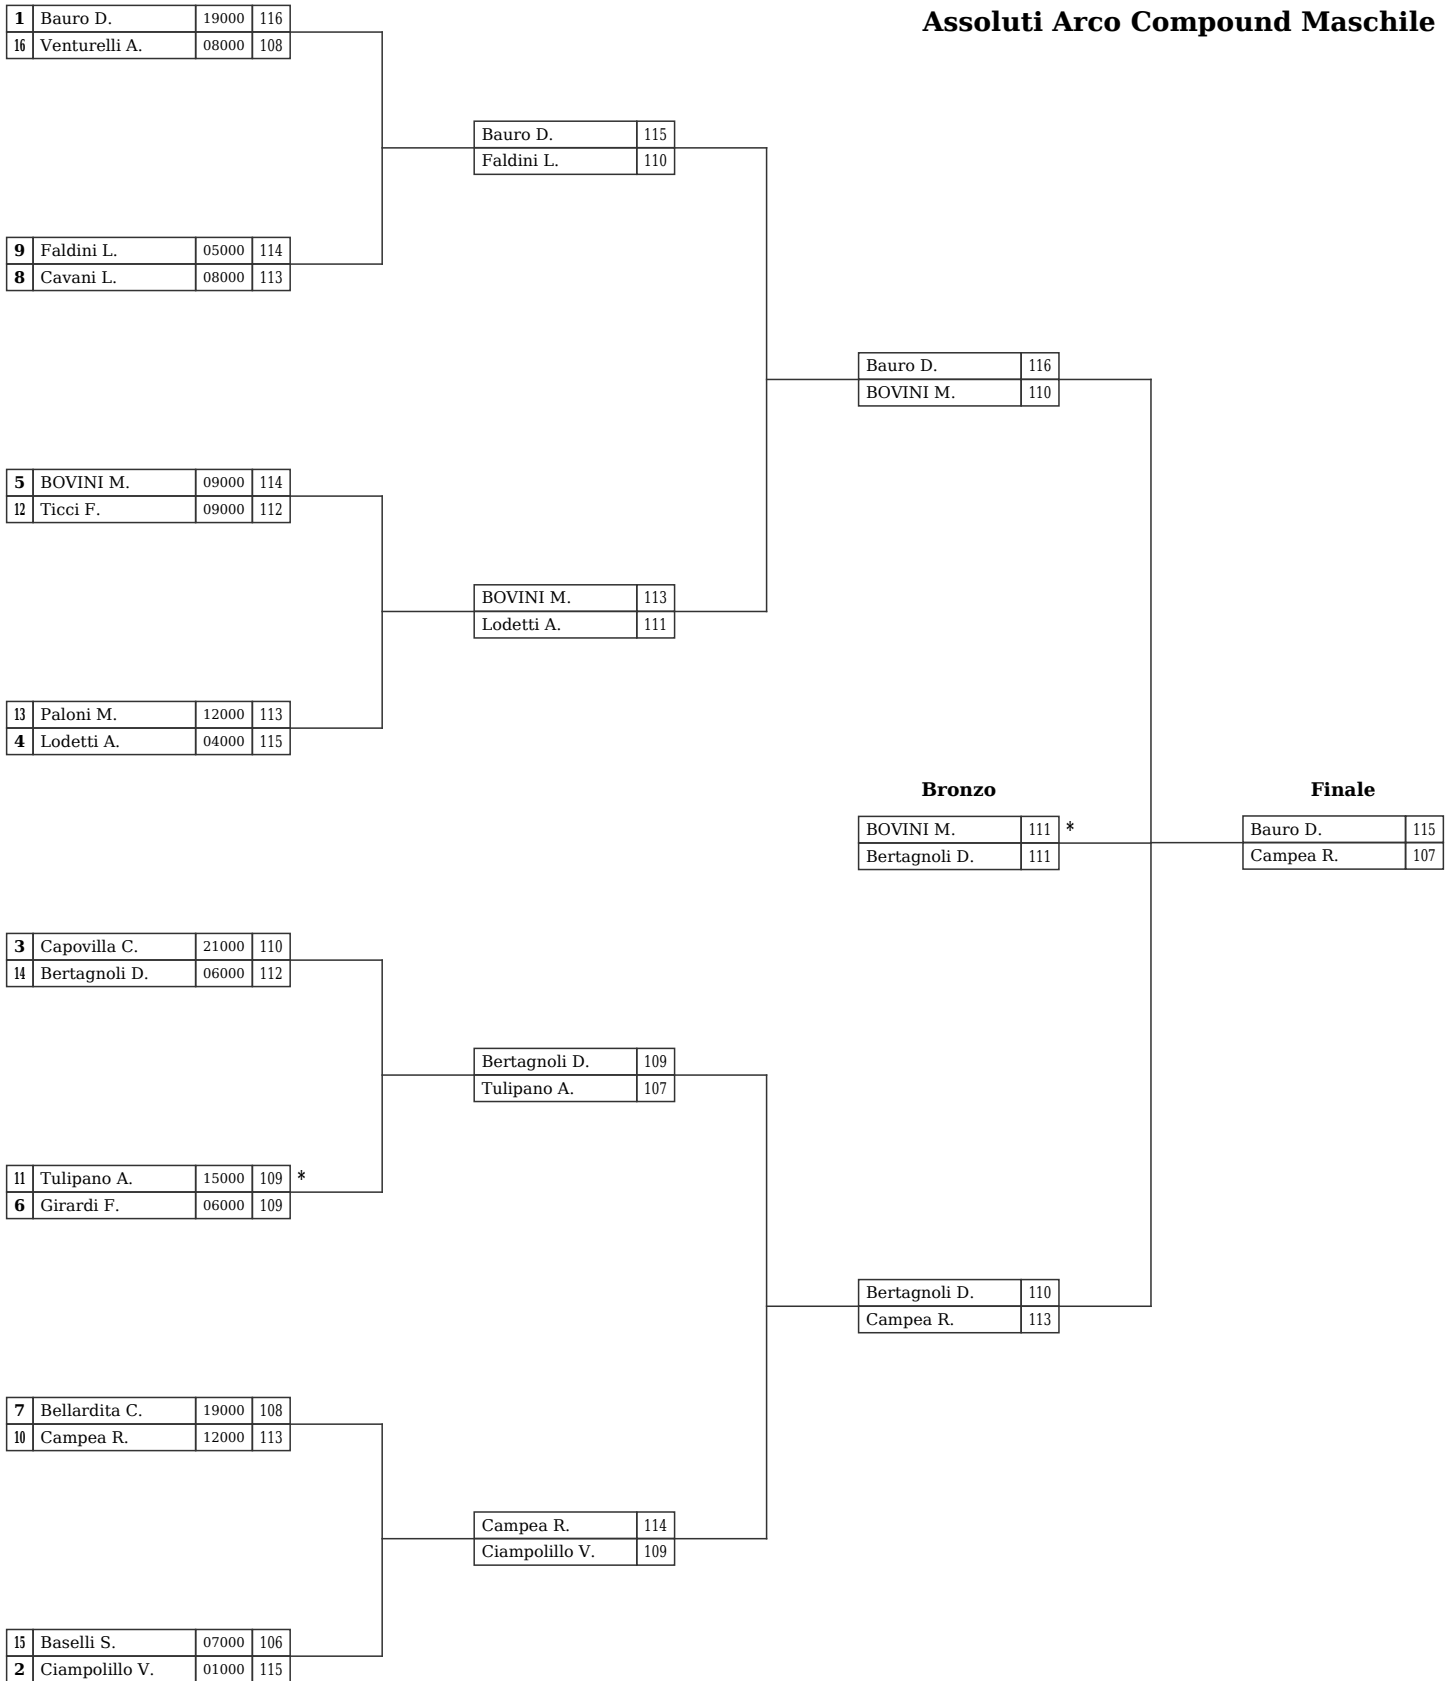 Assoluti Arco Compound Maschile
1 Bauro D. 19000 116
16 Venturelli A. 08000 108
Bauro D. 115
Faldini L. 110
9 Faldini L. 05000 114
8 Cavani L. 08000 113
Bauro D. 116
BOVINI M. 110
5 BOVINI M. 09000 114
12 Ticci F. 09000 112
BOVINI M. 113
Lodetti A. 111
13 Paloni M. 12000 113
4 Lodetti A. 04000 115
Bronzo Finale
BOVINI M. 111 * Bauro D. 115
Bertagnoli D. 111 Campea R. 107
3 Capovilla C. 21000 110
14 Bertagnoli D. 06000 112
Bertagnoli D. 109
Tulipano A. 107
11 Tulipano A. 15000 109 *
6 Girardi F. 06000 109
Bertagnoli D. 110
Campea R. 113
7 Bellardita C. 19000 108
10 Campea R. 12000 113
Campea R. 114
Ciampolillo V. 109
15 Baselli S. 07000 106
2 Ciampolillo V. 01000 115